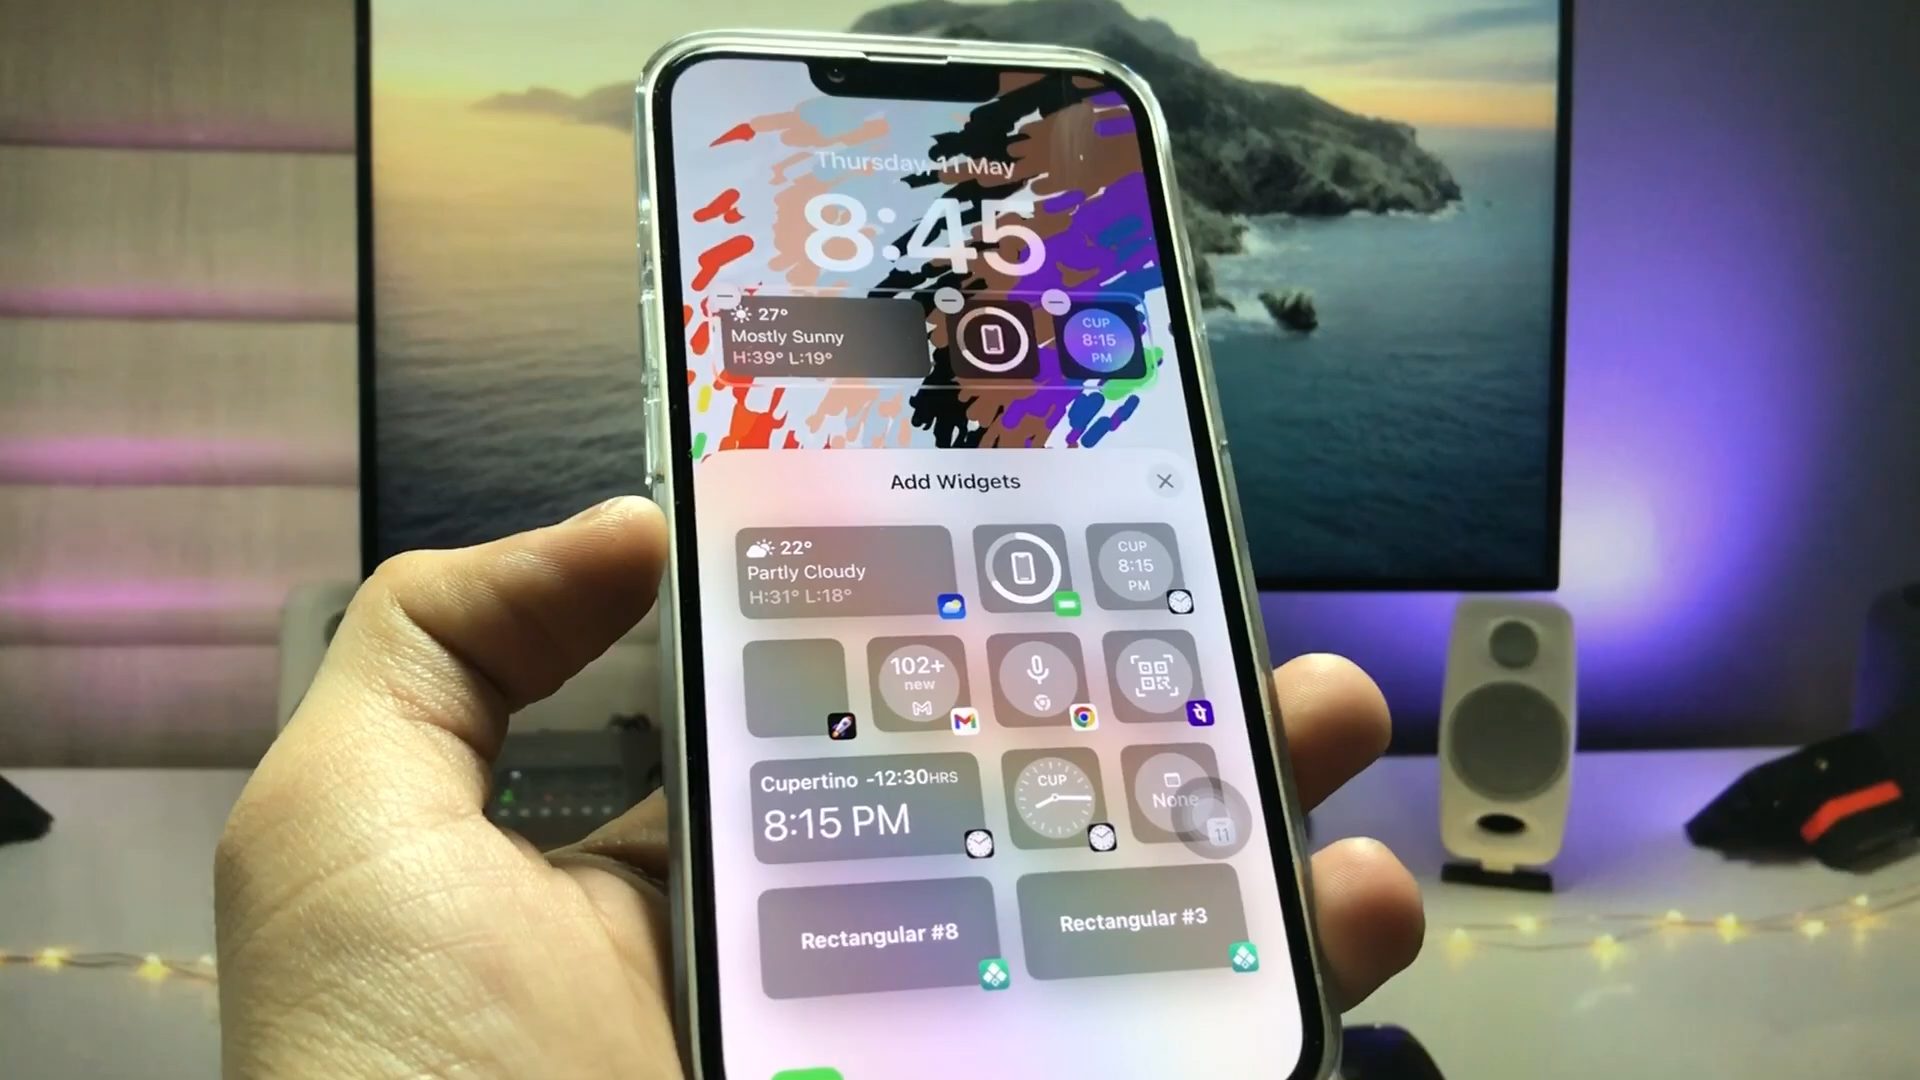 Thursday, 11 May
8:45
27°
Mostly Sunny
H:39° L:19°
CUP
8:15
PM
Add Widgets
22°
Partly Cloudy
H:31° L:18°
CUP
8:15
PM
102+
new
पे
Cupertino -12:30HRS
8:15 PM
CUP
None
11
Rectangular #8
Rectangular #3